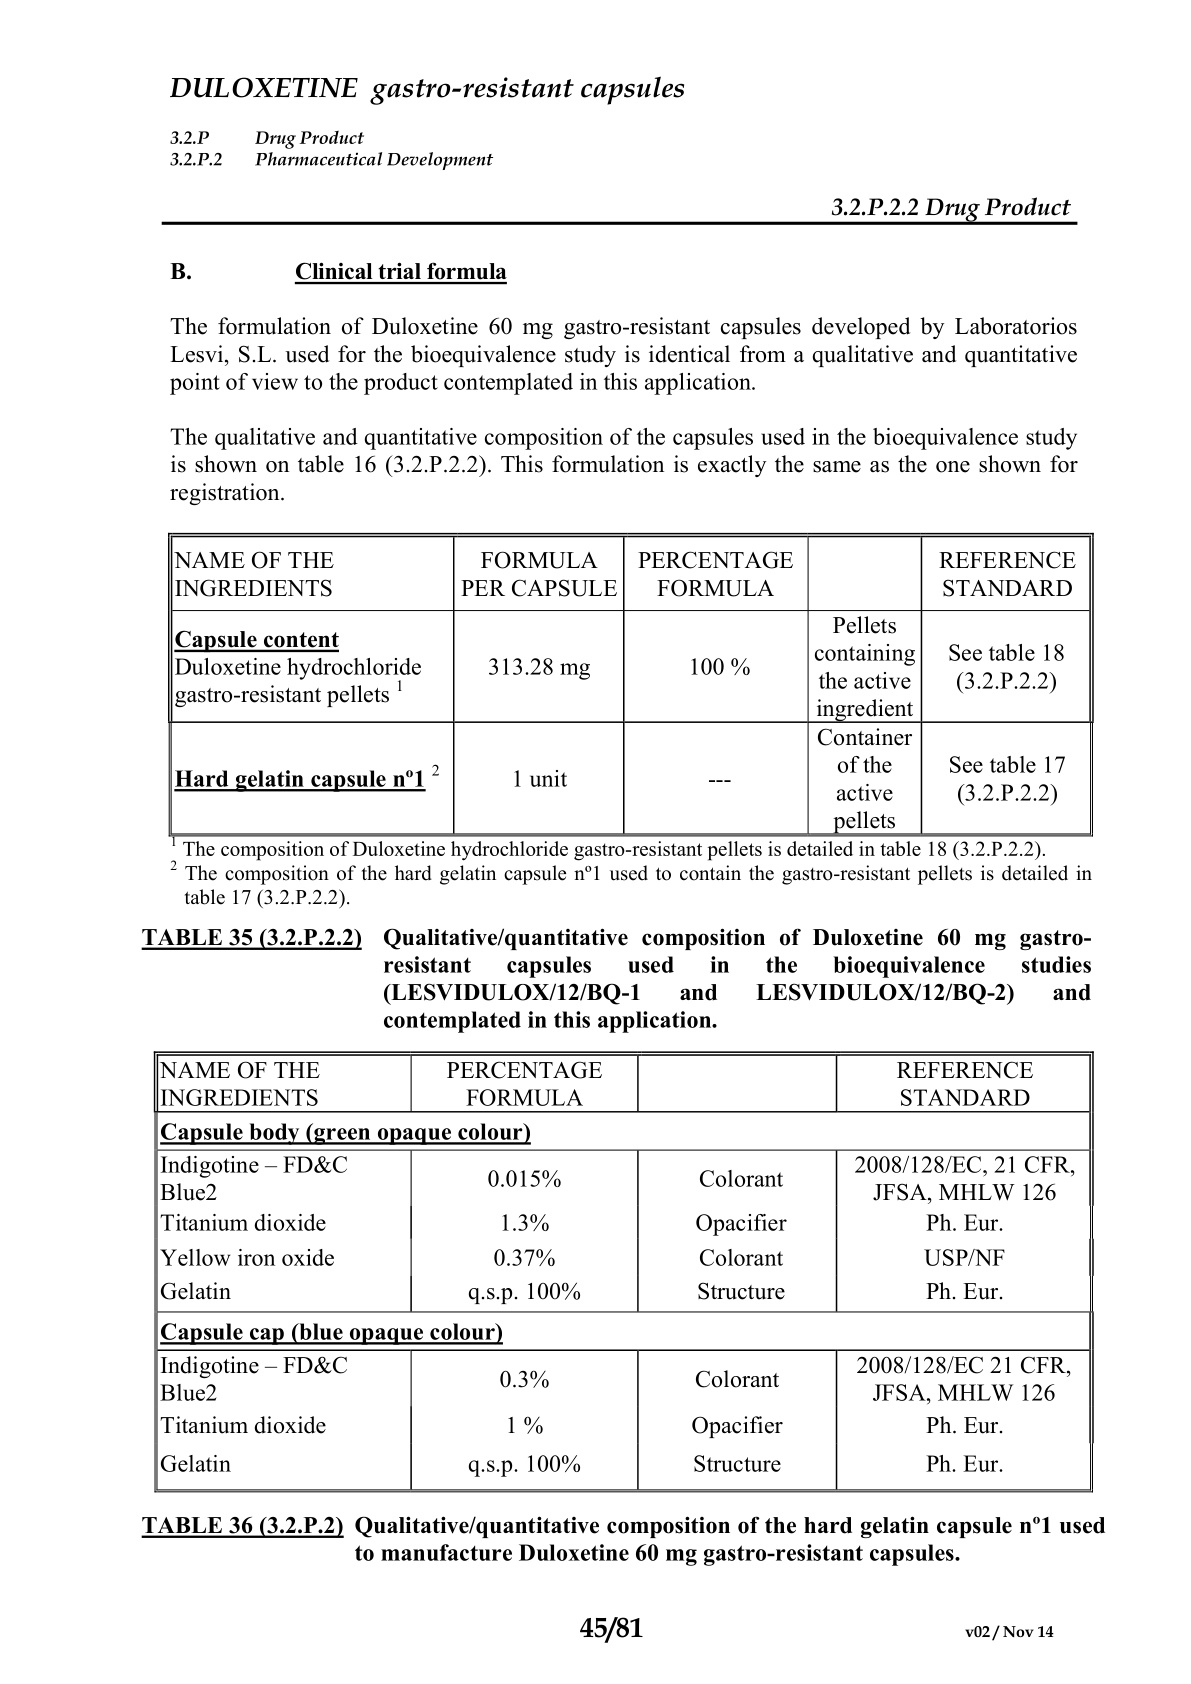 DULOXETINE gastro-resistant capsules
3.2.P Drug Product
3.2.P.2 Pharmaceutical Development
3.2.P.2.2 Drug Product
B. Clinical trial formula
The formulation of Duloxetine 60 mg gastro-resistant capsules developed by Laboratorios
Lesvi, S.L. used for the bioequivalence study is identical from a qualitative and quantitative
point of view to the product contemplated in this application.
The qualitative and quantitative composition of the capsules used in the bioequivalence study
is shown on table 16 (3.2.P.2.2). This formulation is exactly the same as the one shown for
registration.
NAME OF THE INGREDIENTS FORMULA PER CAPSULE PERCENTAGE FORMULA REFERENCE STANDARD
Capsule content
Duloxetine hydrochloride
gastro-resistant pellets 1
313.28 mg
100 %
Pellets
containing
the active
ingredient
See table 18
(3.2.P.2.2)
Hard gelatin capsule nº1 2
1 unit
---
Container
of the
active
pellets
See table 17
(3.2.P.2.2)
1 The composition of Duloxetine hydrochloride gastro-resistant pellets is detailed in table 18 (3.2.P.2.2).
2 The composition of the hard gelatin capsule nº1 used to contain the gastro-resistant pellets is detailed in
table 17 (3.2.P.2.2).
TABLE 35 (3.2.P.2.2) Qualitative/quantitative composition of Duloxetine 60 mg gastro-
resistant capsules used in the bioequivalence studies
(LESVIDULOX/12/BQ-1 and LESVIDULOX/12/BQ-2) and
contemplated in this application.
NAME OF THE INGREDIENTS PERCENTAGE FORMULA REFERENCE STANDARD
Capsule body (green opaque colour)
Indigotine – FD&C
Blue2
0.015%
Colorant
2008/128/EC, 21 CFR,
JFSA, MHLW 126
Titanium dioxide 1.3% Opacifier Ph. Eur.
Yellow iron oxide 0.37% Colorant USP/NF
Gelatin q.s.p. 100% Structure Ph. Eur.
Capsule cap (blue opaque colour)
Indigotine – FD&C
Blue2
0.3%
Colorant
2008/128/EC 21 CFR,
JFSA, MHLW 126
Titanium dioxide 1 % Opacifier Ph. Eur.
Gelatin q.s.p. 100% Structure Ph. Eur.
TABLE 36 (3.2.P.2) Qualitative/quantitative composition of the hard gelatin capsule nº1 used
to manufacture Duloxetine 60 mg gastro-resistant capsules.
45/81
v02 / Nov 14